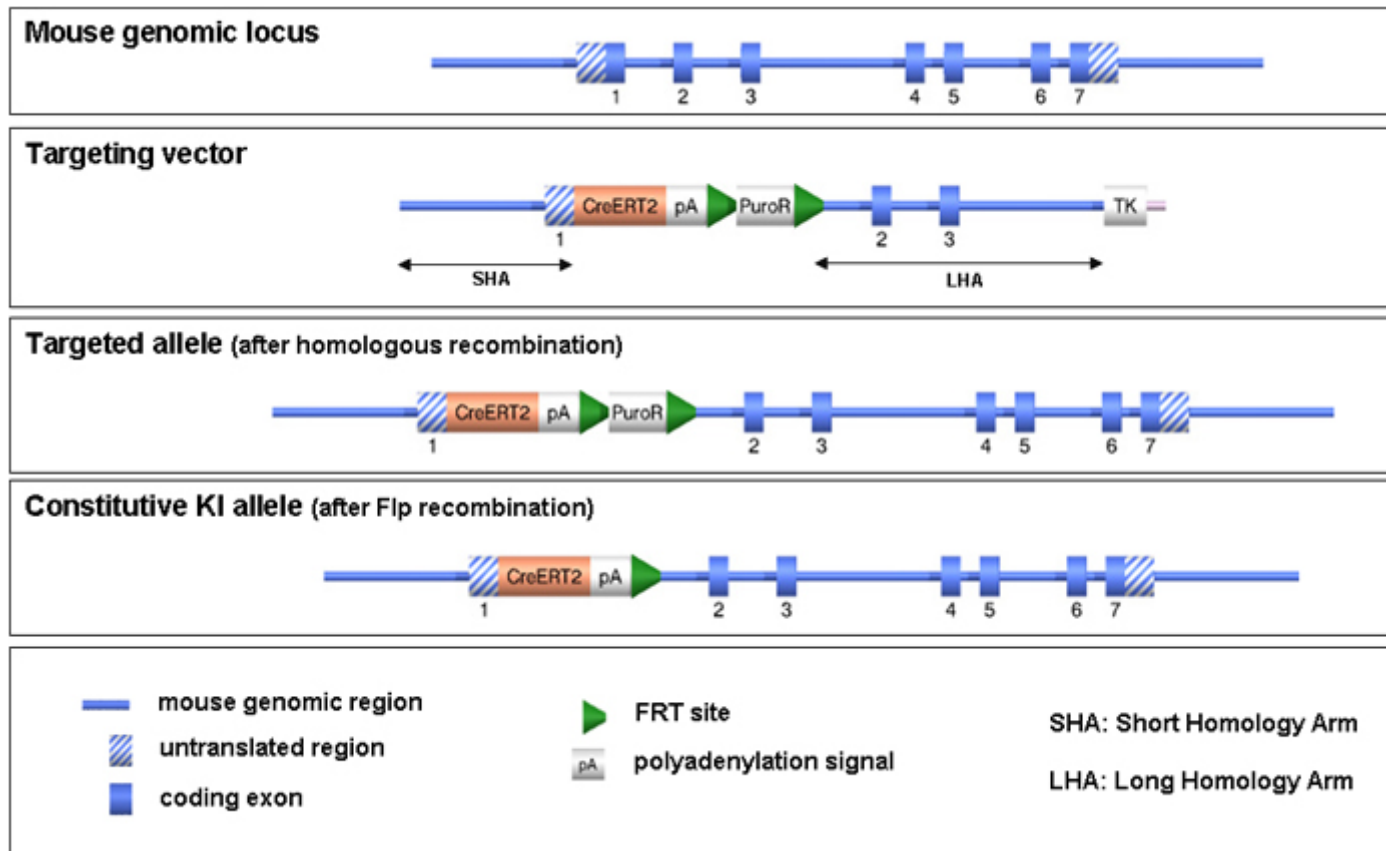 Mouse genomic locus
1 2 3 4 5 6 7
Targeting vector
CreERT2 pA PuroR TK
1 2 3
SHA LHA
Targeted allele (after homologous recombination)
CreERT2 pA PuroR
1 2 3 4 5 6 7
Constitutive KI allele (after Flp recombination)
CreERT2 pA
1 2 3 4 5 6 7
mouse genomic region
untranslated region
coding exon
FRT site
pA polyadenylation signal
SHA: Short Homology Arm
LHA: Long Homology Arm